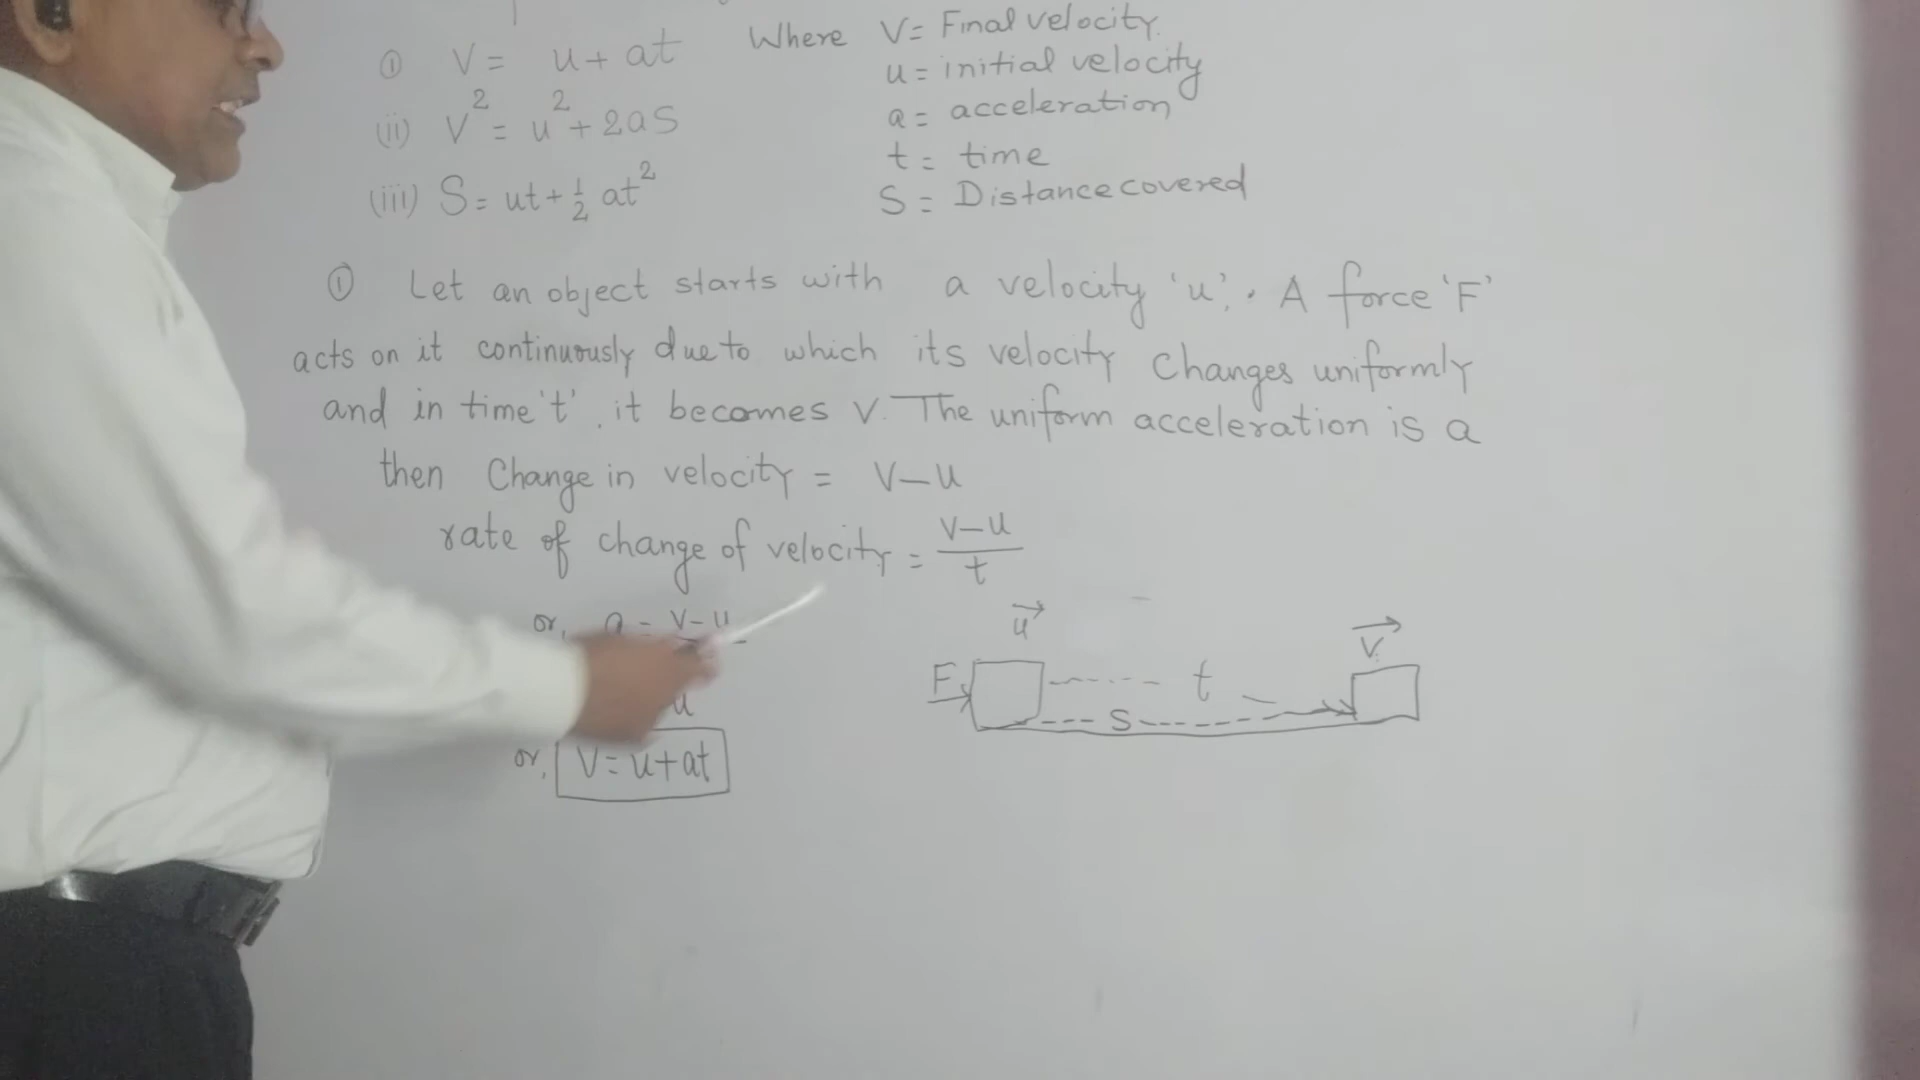 ① V = u + at Where V = Final velocity.
u = initial velocity
(ii) V² = u² + 2aS a = acceleration
t = time
(iii) S = ut + ½ at² S = Distance covered
① Let an object starts with a velocity 'u'. A force 'F'
acts on it continuously due to which its velocity changes uniformly
and in time 't', it becomes V. The uniform acceleration is a
then Change in velocity = V-u
rate of change of velocity = V-u/t
or, a = V-u
u
or, V = u+at
u→ V→
F t
S